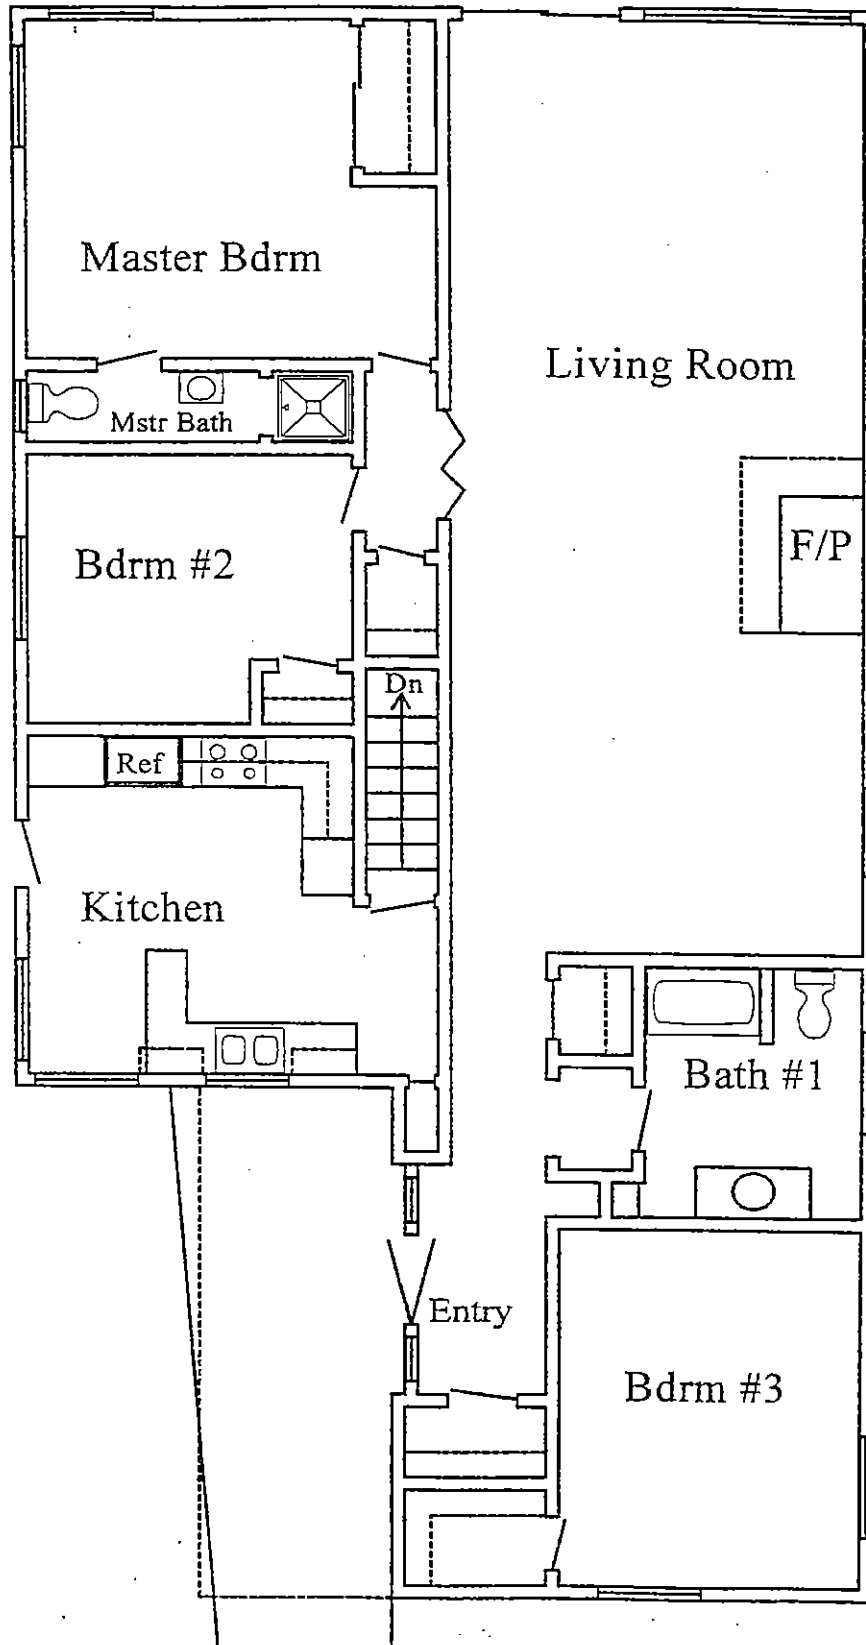 Master Bdrm
Living Room
Mstr Bath
F/P
Bdrm #2
Dn
Ref
Kitchen
Bath #1
Entry
Bdrm #3